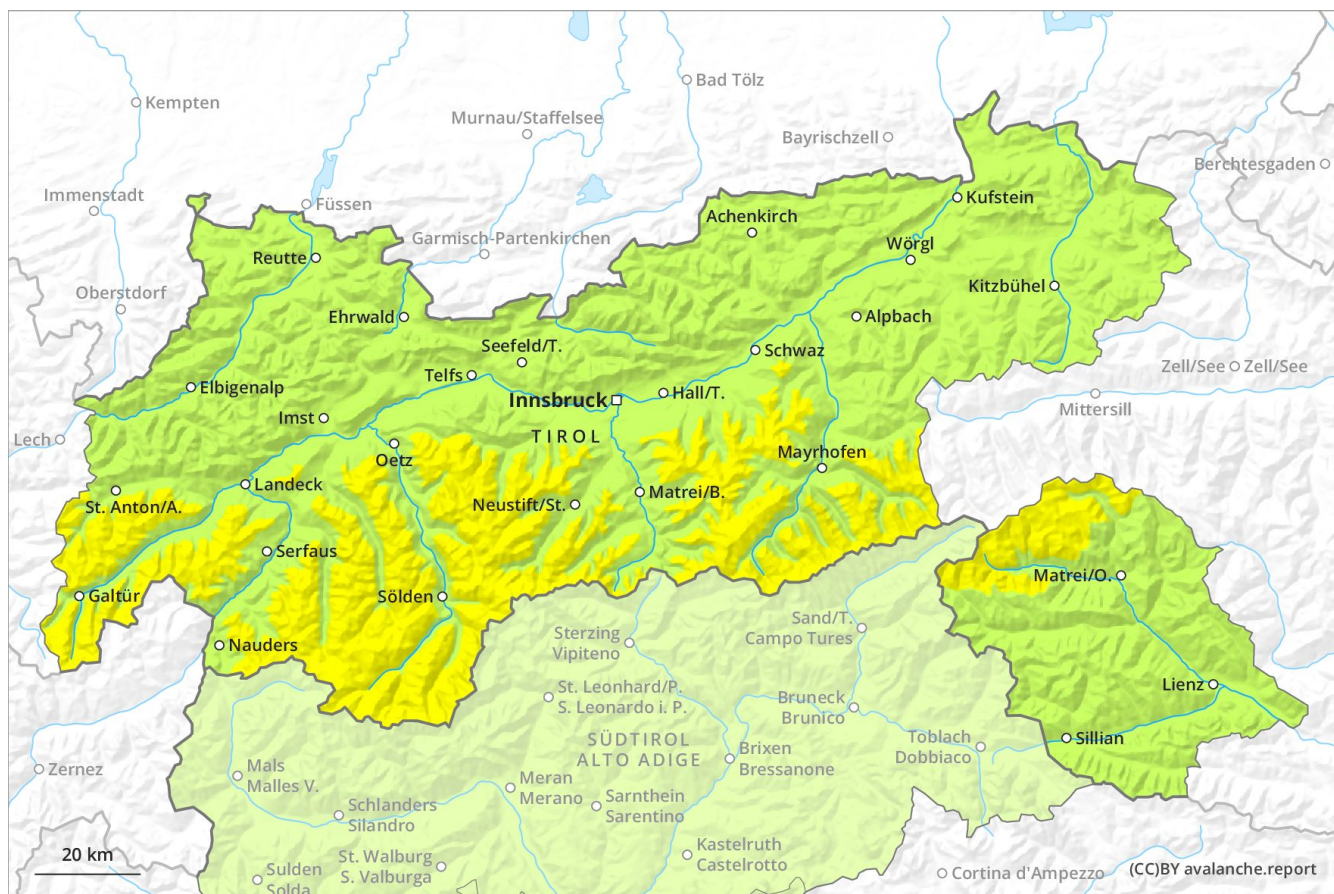 Bad Tölz
Kempten
Murnau/Staffelsee
Bayrischzell
Berchtesgaden
Immenstadt
Füssen
Kufstein
Achenkirch
Garmisch-Partenkirchen
Wörgl
Reutte
Oberstdorf
Kitzbühel
Ehrwald
Alpbach
Seefeld/T.
Schwaz
Zell/See
Zell/See
Telfs
Elbigenalp
Hall/T.
Innsbruck
Mittersill
Imst
Lech
TIROL
Oetz
Mayrhofen
Landeck
Matrei/B.
St. Anton/A.
Neustift/St.
Serfaus
Matrei/O.
Galtür
Sölden
Sand/T.
Campo Tures
Sterzing
Vipiteno
Nauders
Lienz
St. Leonhard/P.
S. Leonardo i. P.
Bruneck
Brunico
Toblach
Dobbiaco
Sillian
SÜDTIROL
ALTO ADIGE
Brixen
Bressanone
Zernez
Mals
Malles V.
Meran
Merano
Sarnthein
Sarentino
Schlanders
Silandro
20 km
St. Walburg
S. Valburga
Kastelruth
Castelrotto
Sulden
Solda
Cortina d'Ampezzo
(CC)BY avalanche.report